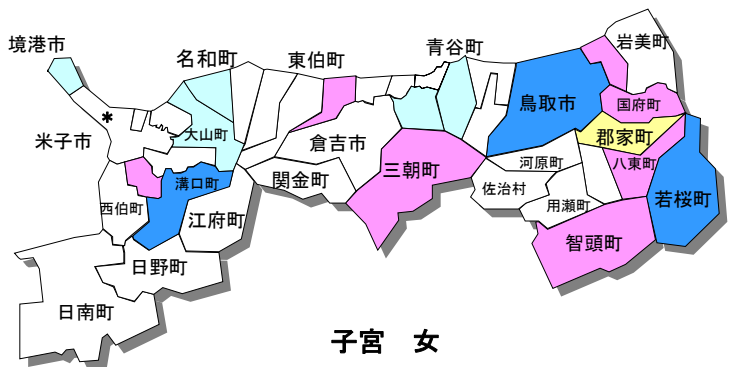 境港市
名和町
東伯町
青谷町
岩美町
米子市
*
大山町
倉吉市
鳥取市
国府町
郡家町
西伯町
溝口町
江府町
関金町
三朝町
河原町
八東町
佐治村
用瀬町
若桜町
智頭町
日野町
日南町
子宮 女